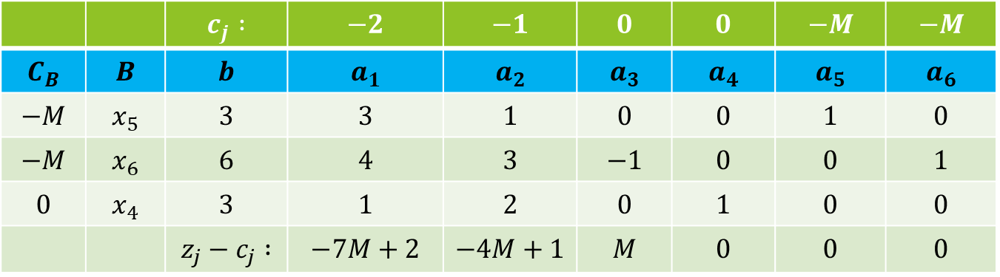 c_j : −2 −1 0 0 −M −M
C_B B b a_1 a_2 a_3 a_4 a_5 a_6
−M x_5 3 3 1 0 0 1 0
−M x_6 6 4 3 −1 0 0 1
0 x_4 3 1 2 0 1 0 0
z_j − c_j : −7M + 2 −4M + 1 M 0 0 0